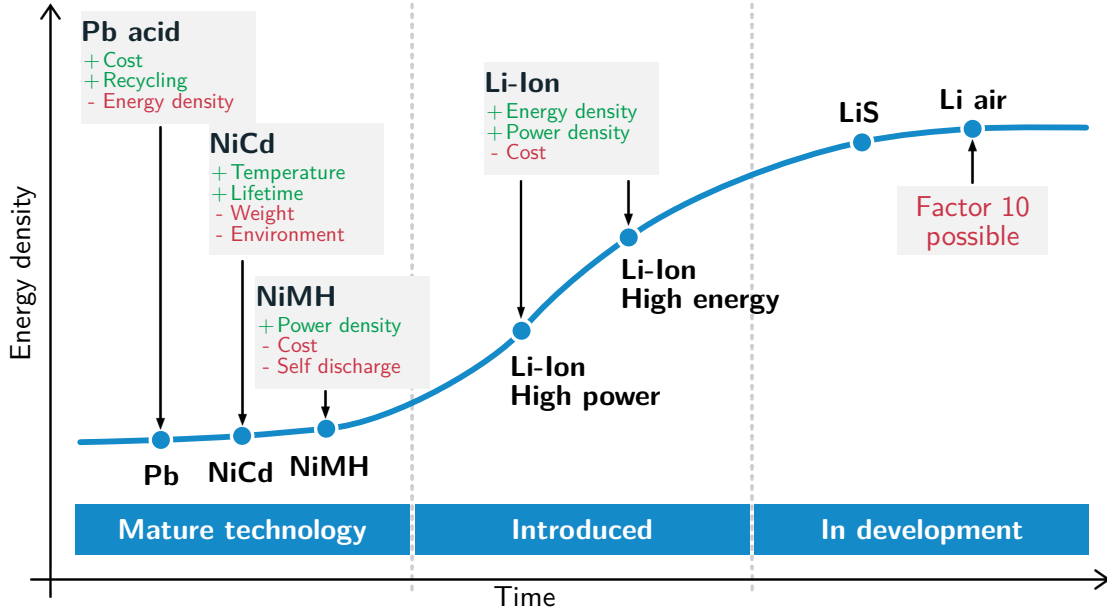 Pb acid
+ Cost
+ Recycling
- Energy density
NiCd
+ Temperature
+ Lifetime
- Weight
- Environment
NiMH
+ Power density
- Cost
- Self discharge
Li-Ion
+ Energy density
+ Power density
- Cost
LiS
Li air
Factor 10
possible
Li-Ion
High energy
Li-Ion
High power
Pb
NiCd
NiMH
Energy density
Mature technology
Introduced
In development
Time